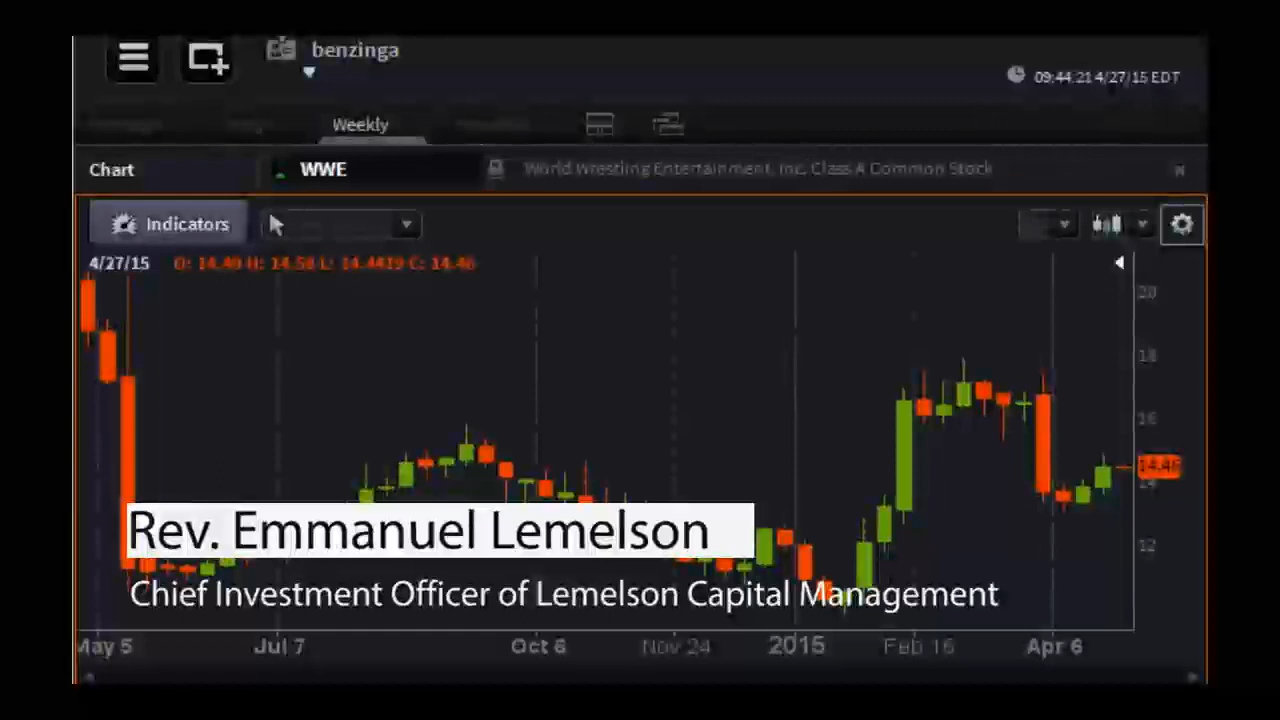 benzinga
09:44:21 4/27/15 EDT
Weekly
Chart WWE World Wrestling Entertainment, Inc. Class A Common Stock
Indicators
4/27/15 O: 14.49 H: 14.58 L: 14.4419 C: 14.46
20
18
16
14.46
14
12
Rev. Emmanuel Lemelson
Chief Investment Officer of Lemelson Capital Management
May 5 Jul 7 Oct 6 Nov 24 2015 Feb 16 Apr 6